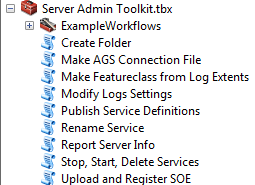 Server Admin Toolkit.tbx
ExampleWorkflows
Create Folder
Make AGS Connection File
Make Featureclass from Log Extents
Modify Logs Settings
Publish Service Definitions
Rename Service
Report Server Info
Stop, Start, Delete Services
Upload and Register SOE